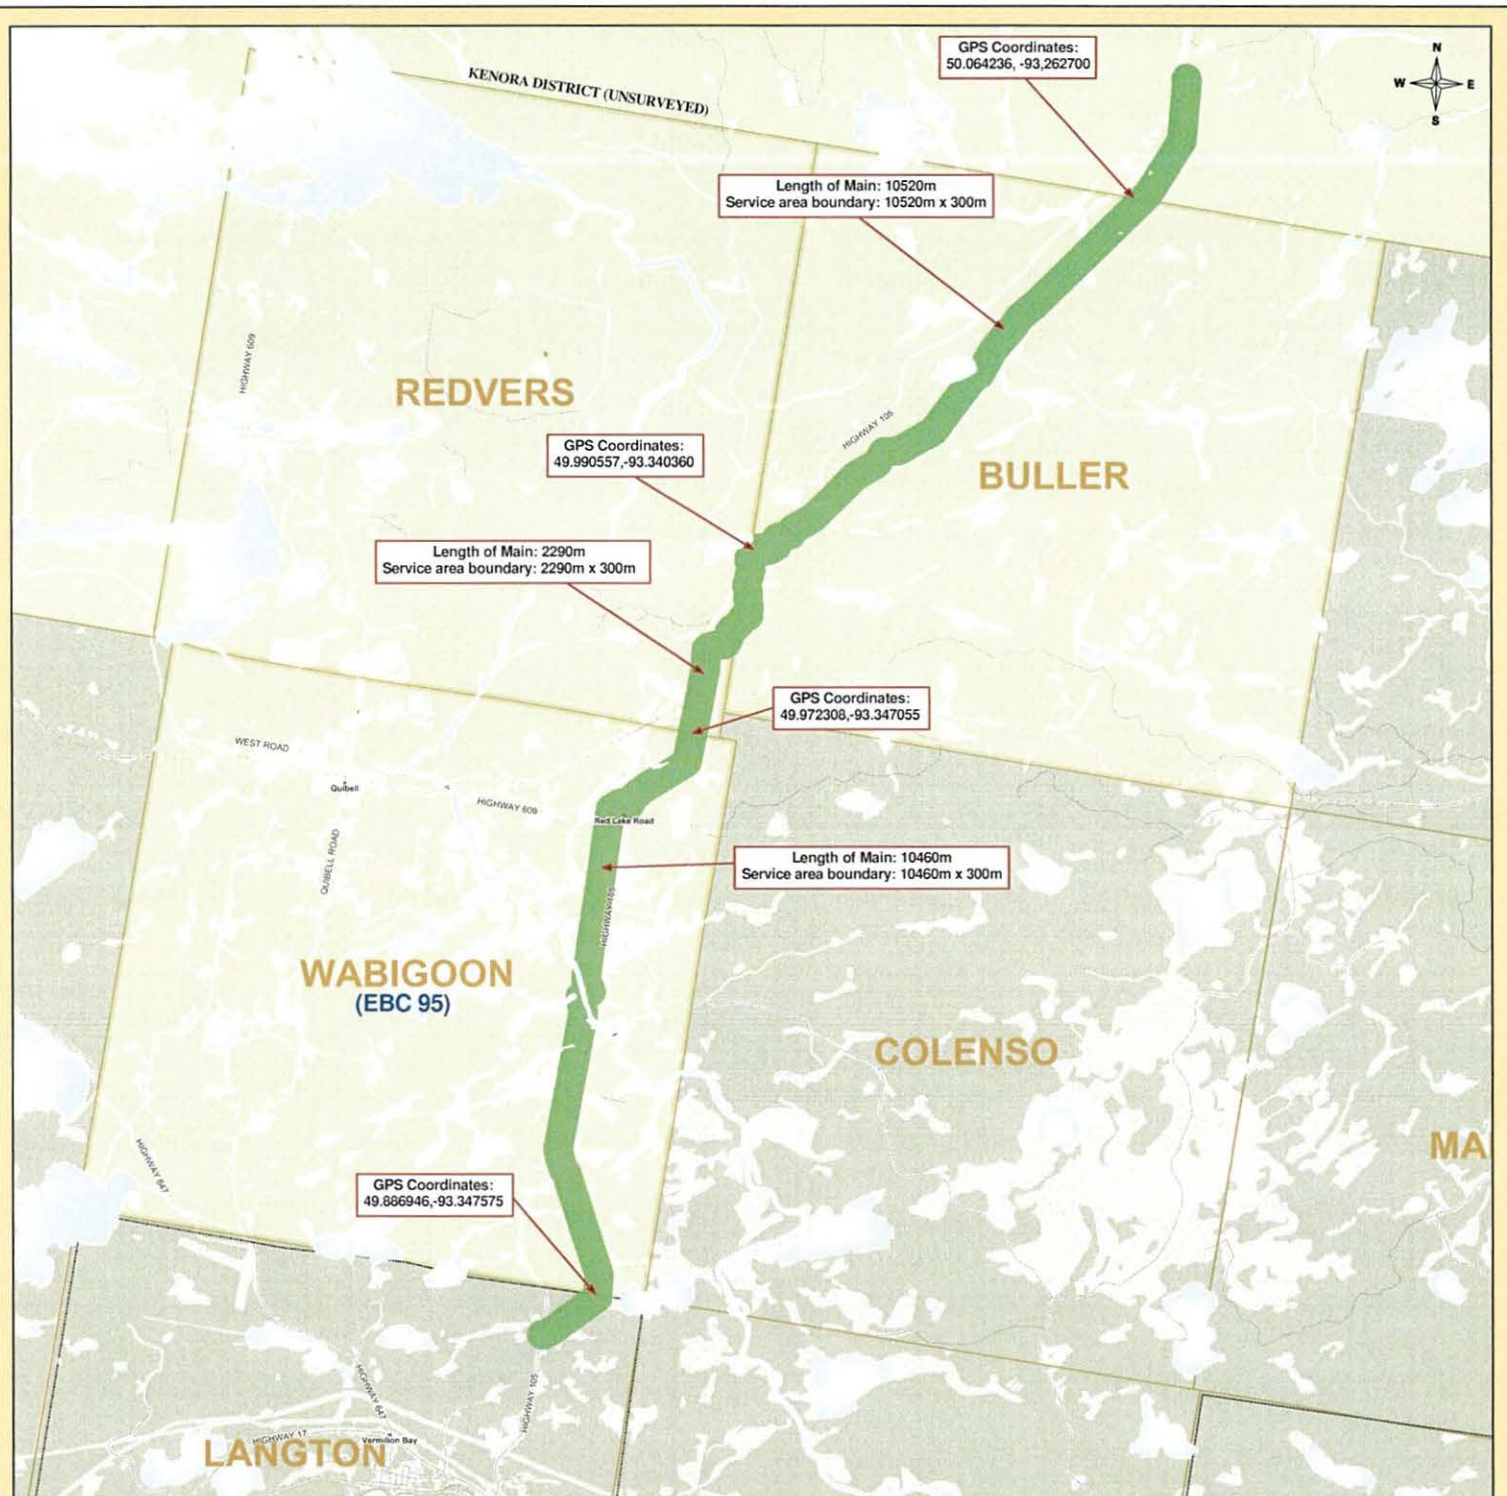 GPS Coordinates:
50.064236, -93,262700
N
W E
S
KENORA DISTRICT (UNSURVEYED)
Length of Main: 10520m
Service area boundary: 10520m x 300m
HIGHWAY 609
REDVERS
HIGHWAY 105
GPS Coordinates:
49.990557,-93.340360
BULLER
Length of Main: 2290m
Service area boundary: 2290m x 300m
GPS Coordinates:
49.972308,-93.347055
WEST ROAD
Quibell
HIGHWAY 609
Red Lake Road
QUIBELL ROAD
Length of Main: 10460m
Service area boundary: 10460m x 300m
HIGHWAY 105
WABIGOON
(EBC 95)
COLENSO
MA
HIGHWAY 647
GPS Coordinates:
49.886946,-93.347575
HIGHWAY 647
HIGHWAY 105
HIGHWAY 17
Vermilion Bay
LANGTON